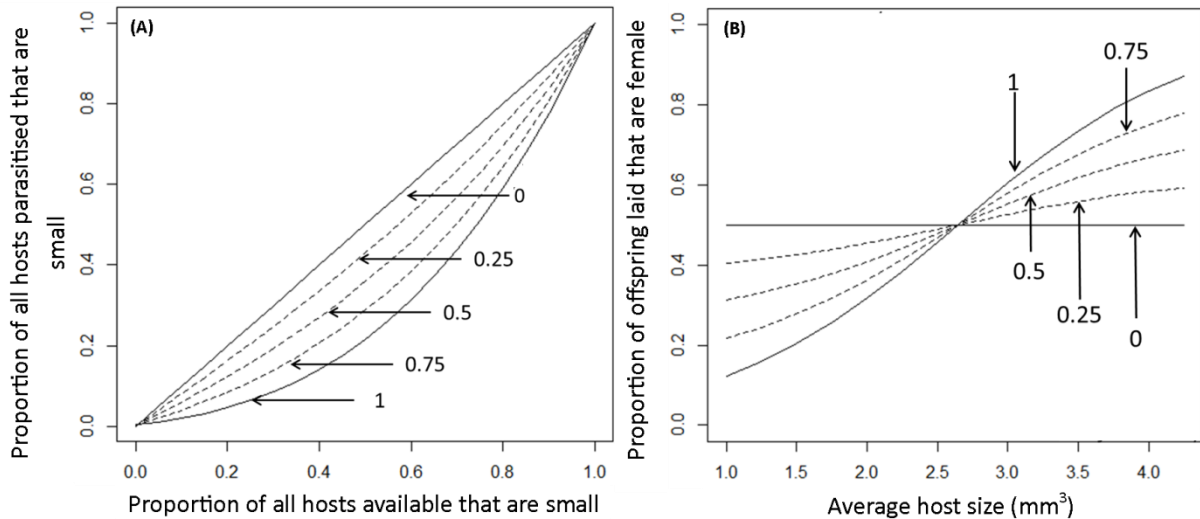 (A)
Proportion of all hosts parasitised that are
small
1.0
0.8
0.6
0.4
0.2
0.0
0
0.25
0.5
0.75
1
0.0 0.2 0.4 0.6 0.8 1.0
Proportion of all hosts available that are small
(B)
Proportion of offspring laid that are female
1.0
0.8
0.6
0.4
0.2
0.0
0.75
1
0.5
0.25
0
1.0 1.5 2.0 2.5 3.0 3.5 4.0
Average host size (mm³)